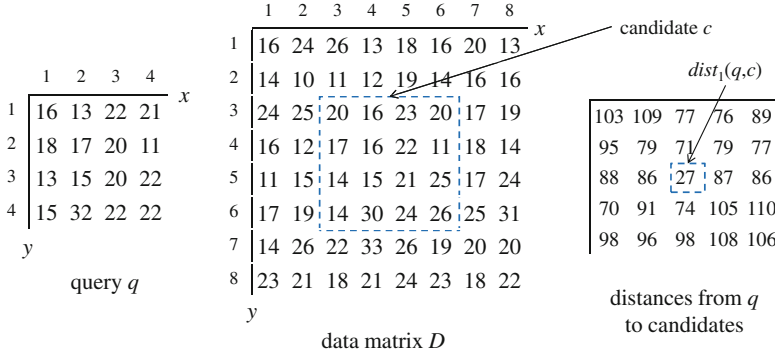 1 2 3 4 x
1 16 13 22 21
2 18 17 20 11
3 13 15 20 22
4 15 32 22 22
y
query q
1 2 3 4 5 6 7 8 x
1 16 24 26 13 18 16 20 13
2 14 10 11 12 19 14 16 16
3 24 25 20 16 23 20 17 19
4 16 12 17 16 22 11 18 14
5 11 15 14 15 21 25 17 24
6 17 19 14 30 24 26 25 31
7 14 26 22 33 26 19 20 20
8 23 21 18 21 24 23 18 22
y
data matrix D
candidate c
dist1(q,c)
103 109 77 76 89
95 79 71 79 77
88 86 27 87 86
70 91 74 105 110
98 96 98 108 106
distances from q
to candidates